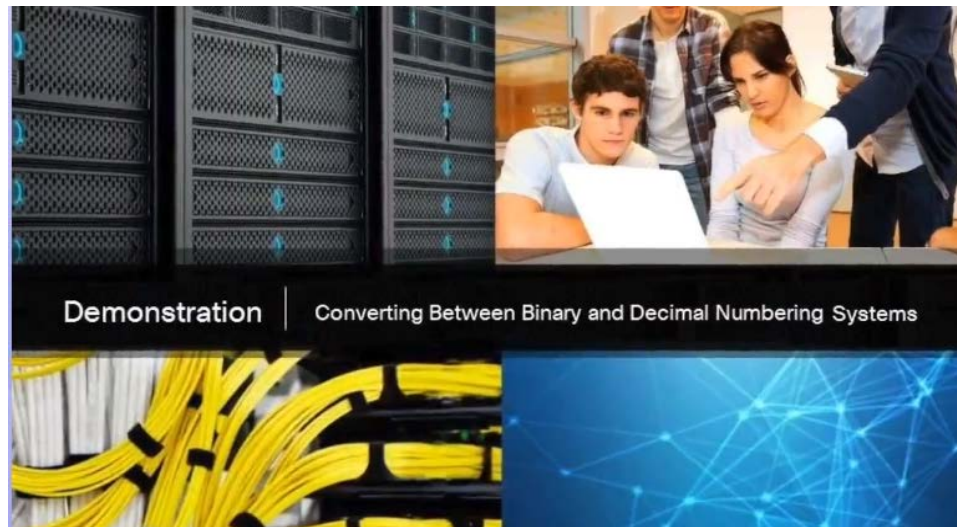 Demonstration | Converting Between Binary and Decimal Numbering Systems